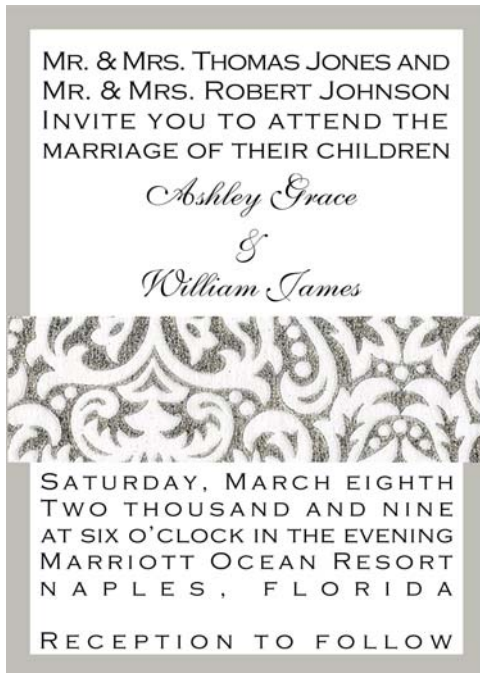 Mr. & Mrs. Thomas Jones and
Mr. & Mrs. Robert Johnson
Invite you to attend the
marriage of their children
Ashley Grace
&
William James
Saturday, March eighth
Two thousand and nine
at six o'clock in the evening
Marriott Ocean Resort
Naples, Florida
Reception to follow